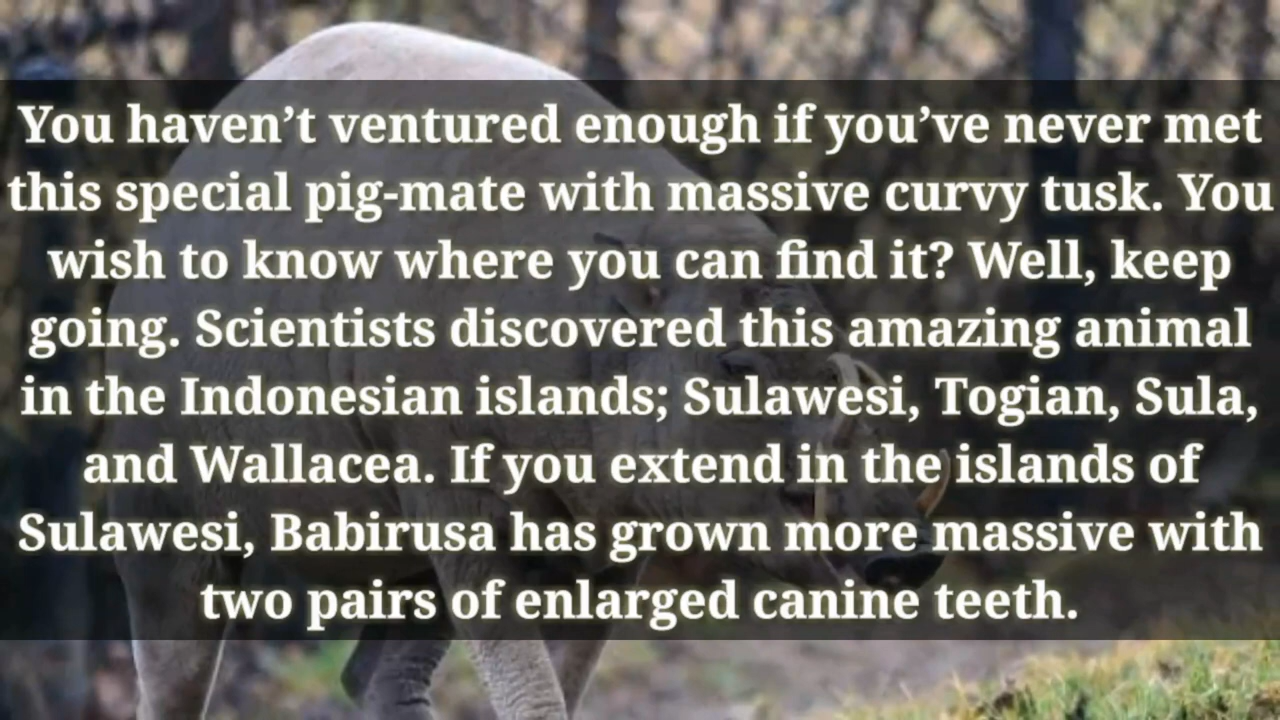 You haven’t ventured enough if you’ve never met
this special pig-mate with massive curvy tusk. You
wish to know where you can find it? Well, keep
going. Scientists discovered this amazing animal
in the Indonesian islands; Sulawesi, Togian, Sula,
and Wallacea. If you extend in the islands of
Sulawesi, Babirusa has grown more massive with
two pairs of enlarged canine teeth.